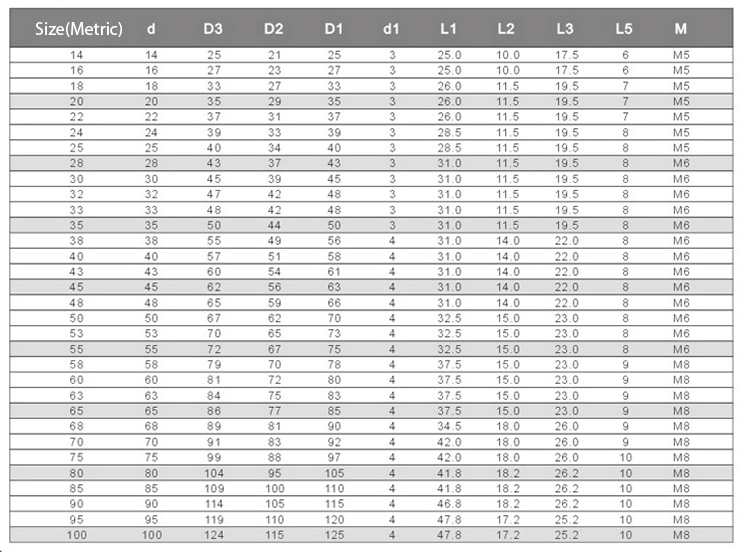 Size(Metric) d D3 D2 D1 d1 L1 L2 L3 L5 M
14 14 25 21 25 3 25.0 10.0 17.5 6 M5
16 16 27 23 27 3 25.0 10.0 17.5 6 M5
18 18 33 27 33 3 26.0 11.5 19.5 7 M5
20 20 35 29 35 3 26.0 11.5 19.5 7 M5
22 22 37 31 37 3 26.0 11.5 19.5 7 M5
24 24 39 33 39 3 28.5 11.5 19.5 8 M5
25 25 40 34 40 3 28.5 11.5 19.5 8 M5
28 28 43 37 43 3 31.0 11.5 19.5 8 M6
30 30 45 39 45 3 31.0 11.5 19.5 8 M6
32 32 47 42 48 3 31.0 11.5 19.5 8 M6
33 33 48 42 48 3 31.0 11.5 19.5 8 M6
35 35 50 44 50 3 31.0 11.5 19.5 8 M6
38 38 55 49 56 4 31.0 14.0 22.0 8 M6
40 40 57 51 58 4 31.0 14.0 22.0 8 M6
43 43 60 54 61 4 31.0 14.0 22.0 8 M6
45 45 62 56 63 4 31.0 14.0 22.0 8 M6
48 48 65 59 66 4 31.0 14.0 22.0 8 M6
50 50 67 62 70 4 32.5 15.0 23.0 8 M6
53 53 70 65 73 4 32.5 15.0 23.0 8 M6
55 55 72 67 75 4 32.5 15.0 23.0 8 M6
58 58 79 70 78 4 37.5 15.0 23.0 9 M8
60 60 81 72 80 4 37.5 15.0 23.0 9 M8
63 63 84 75 83 4 37.5 15.0 23.0 9 M8
65 65 86 77 85 4 37.5 15.0 23.0 9 M8
68 68 89 81 90 4 34.5 18.0 26.0 9 M8
70 70 91 83 92 4 42.0 18.0 26.0 9 M8
75 75 99 88 97 4 42.0 18.0 26.0 10 M8
80 80 104 95 105 4 41.8 18.2 26.2 10 M8
85 85 109 100 110 4 41.8 18.2 26.2 10 M8
90 90 114 105 115 4 46.8 18.2 26.2 10 M8
95 95 119 110 120 4 47.8 17.2 25.2 10 M8
100 100 124 115 125 4 47.8 17.2 25.2 10 M8